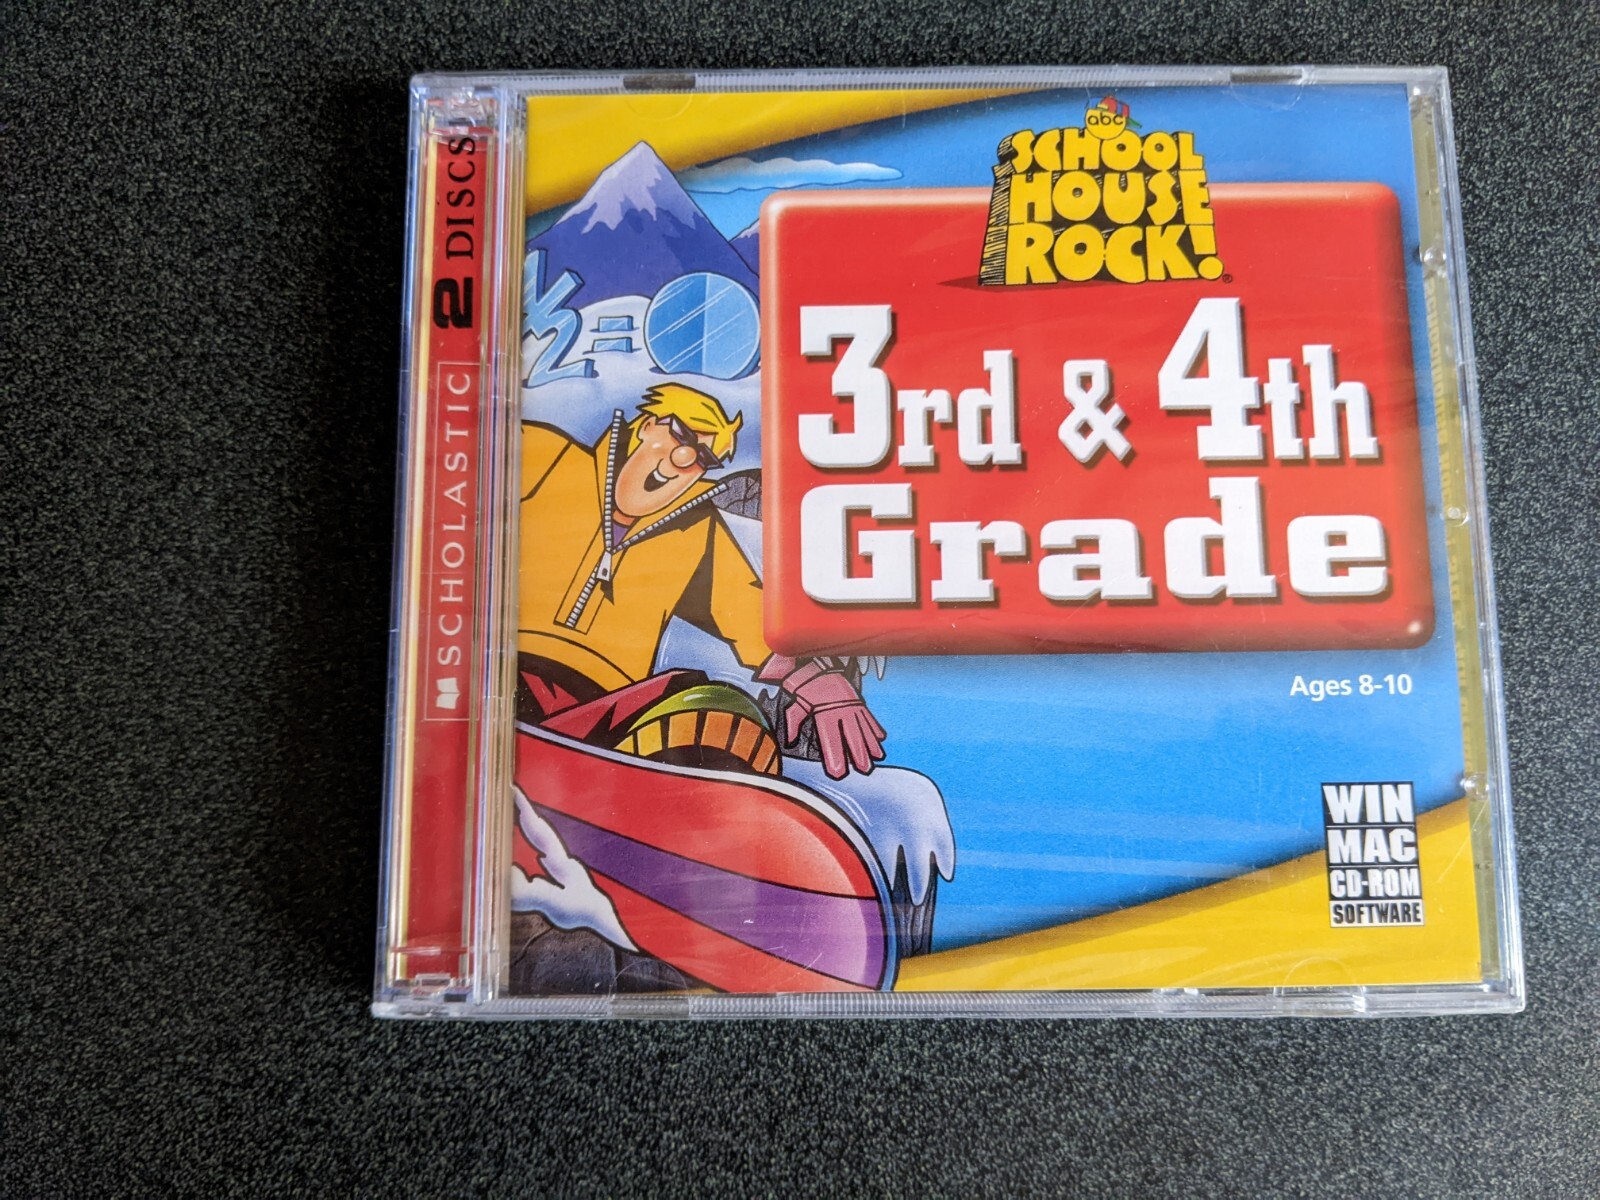 2 DISCS
SCHOLASTIC
abc
SCHOOL
HOUSE
ROCK!
3rd & 4th
Grade
Ages 8-10
WIN
MAC
CD-ROM
SOFTWARE